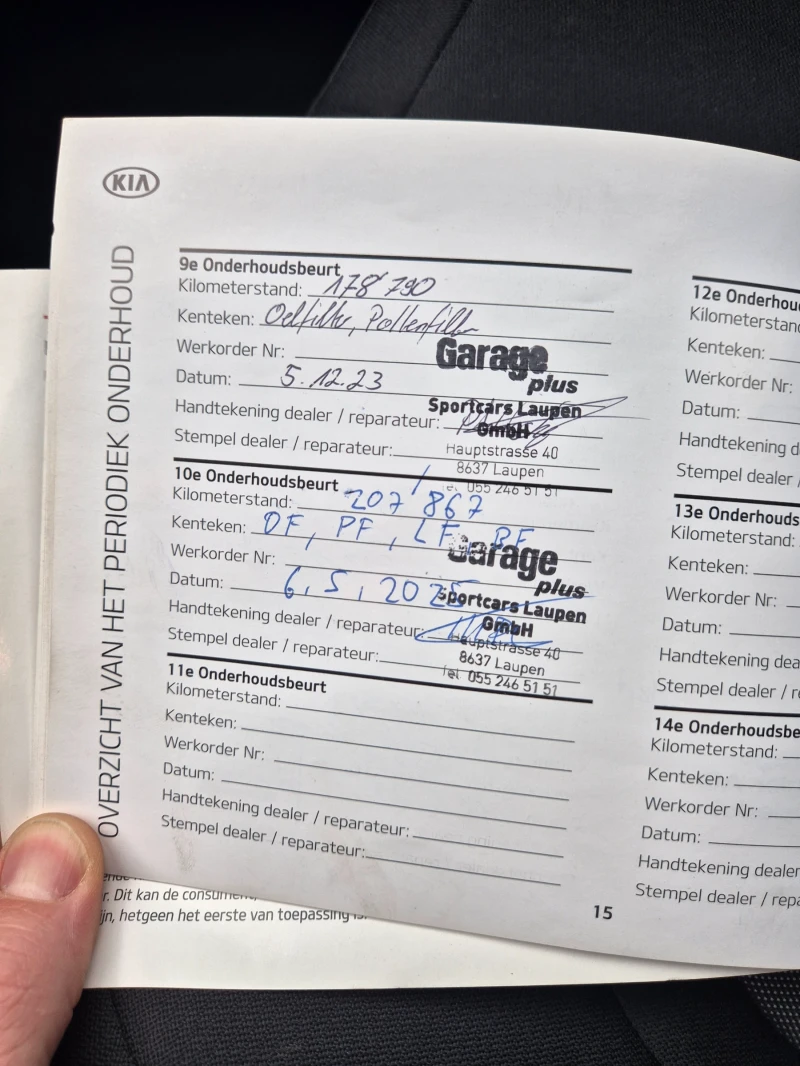 KIA
OVERZICHT VAN HET PERIODIEK ONDERHOUD
9e Onderhoudsbeurt
Kilometerstand: 178'790
Kenteken: Oelfilter, Pollenfilter
Werkorder Nr:
Datum: 5.12.23
Handtekening dealer / reparateur:
Stempel dealer / reparateur:
Garage
plus
Sportcars Laupen
GmbH
Hauptstrasse 40
8637 Laupen
Tel. 055 246 51 51
10e Onderhoudsbeurt
Kilometerstand: 207'867
Kenteken: OF, PF, LF, BF
Werkorder Nr:
Datum: 6, 5, 2025
Handtekening dealer / reparateur:
Stempel dealer / reparateur:
Garage
plus
Sportcars Laupen
GmbH
Hauptstrasse 40
8637 Laupen
Tel. 055 246 51 51
11e Onderhoudsbeurt
Kilometerstand:
Kenteken:
Werkorder Nr:
Datum:
Handtekening dealer / reparateur:
Stempel dealer / reparateur:
12e Onderhou
Kilometerstand
Kenteken:
Werkorder Nr:
Datum:
Handtekening d
Stempel dealer /
13e Onderhouds
Kilometerstand:
Kenteken:
Werkorder Nr:
Datum:
Handtekening dea
Stempel dealer / r
14e Onderhoudsbe
Kilometerstand:
Kenteken:
Werkorder Nr:
Datum:
Handtekening dealer
Stempel dealer / repa
15
r. Dit kan de consument,
ijn, hetgeen het eerste van toepassing is.